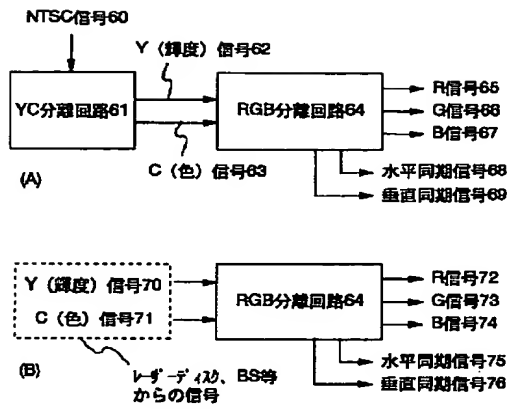 NTSC信号60
Y（輝度）信号62
YC分離回路61
RGB分離回路64
R信号65
G信号66
B信号67
C（色）信号63
水平同期信号68
垂直同期信号69
(A)
Y（輝度）信号70
C（色）信号71
RGB分離回路64
R信号72
G信号73
B信号74
水平同期信号75
垂直同期信号76
(B)
レーザーディスク、BS等
からの信号